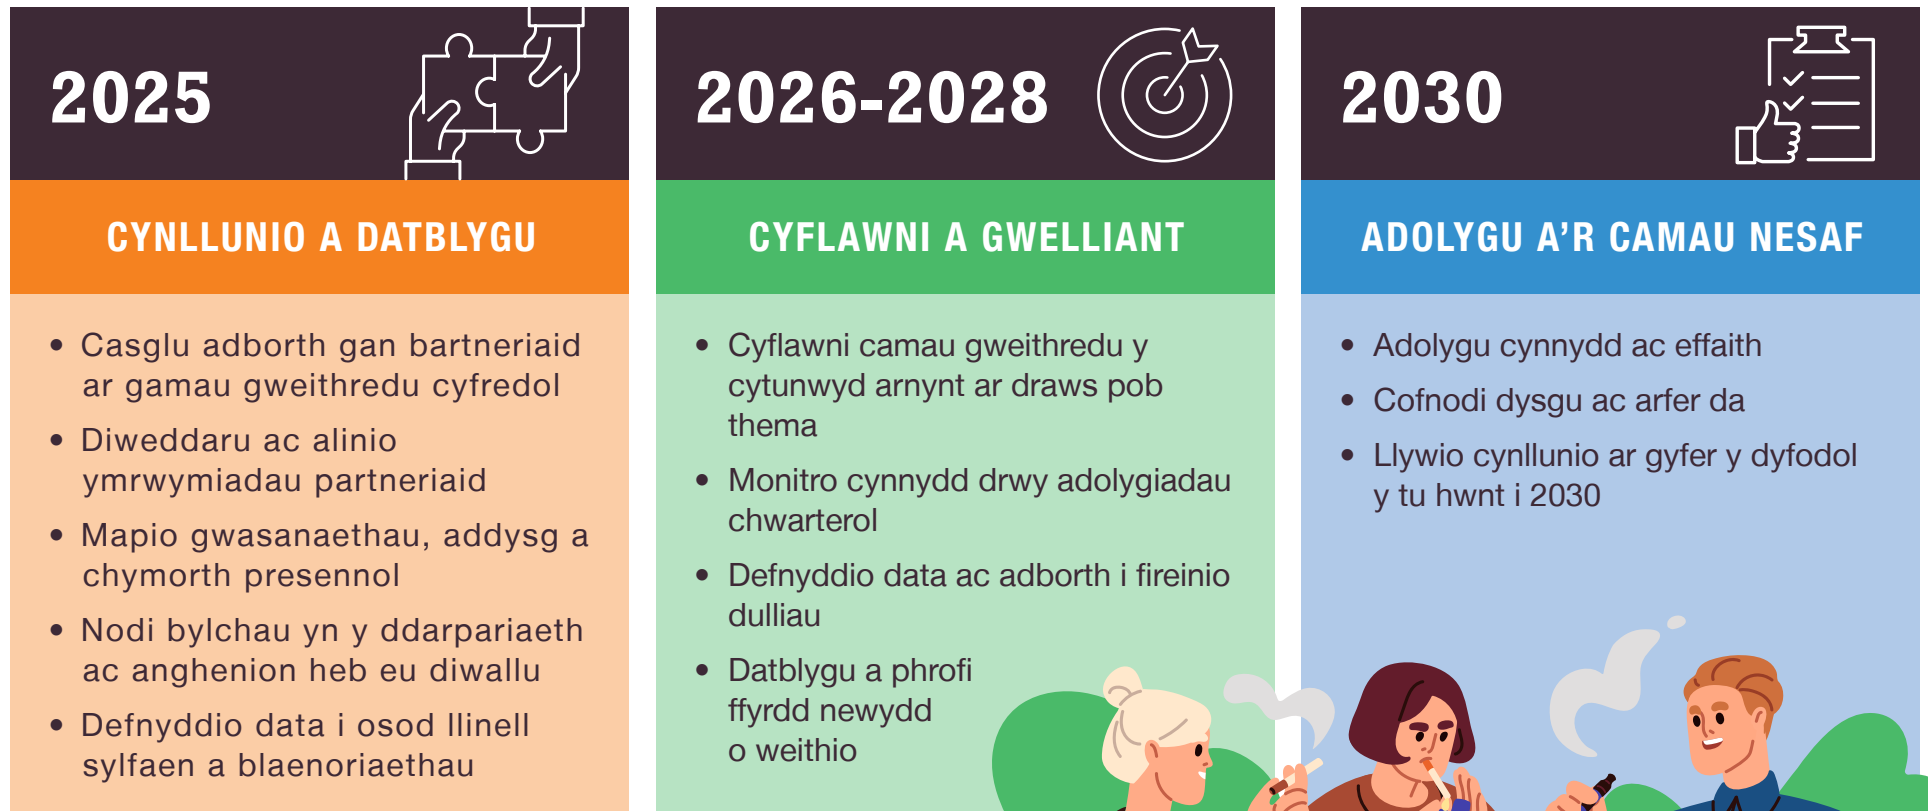 2025
CYNLLUNIO A DATBLYGU
• Casglu adborth gan bartneriaid
ar gamau gweithredu cyfredol
• Diweddaru ac alinio
ymrwymiadau partneriaid
• Mapio gwasanaethau, addysg a
chymorth presennol
• Nodi bylchau yn y ddarpariaeth
ac anghenion heb eu diwallu
• Defnyddio data i osod llinell
sylfaen a blaenoriaethau
2026-2028
CYFLAWNI A GWELLIANT
• Cyflawni camau gweithredu y
cytunwyd arnynt ar draws pob
thema
• Monitro cynnydd drwy adolygiadau
chwarterol
• Defnyddio data ac adborth i fireinio
dulliau
• Datblygu a phrofi
ffyrdd newydd
o weithio
2030
ADOLYGU A’R CAMAU NESAF
• Adolygu cynnydd ac effaith
• Cofnodi dysgu ac arfer da
• Llywio cynllunio ar gyfer y dyfodol
y tu hwnt i 2030